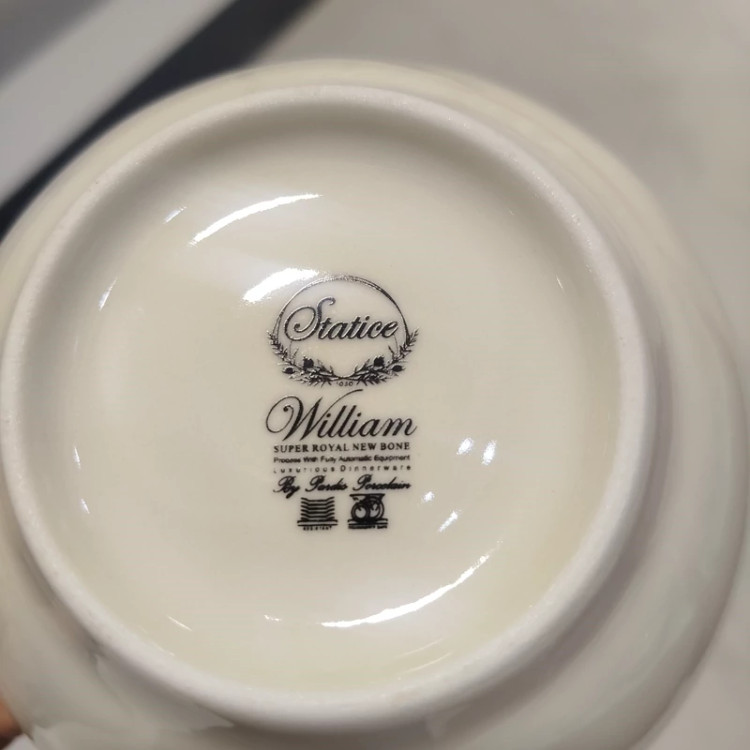 Statice
William
SUPER ROYAL NEW BONE
Process With Fully Automatic Equipment
Luxurious Dinnerware
By Pardis Porcelain